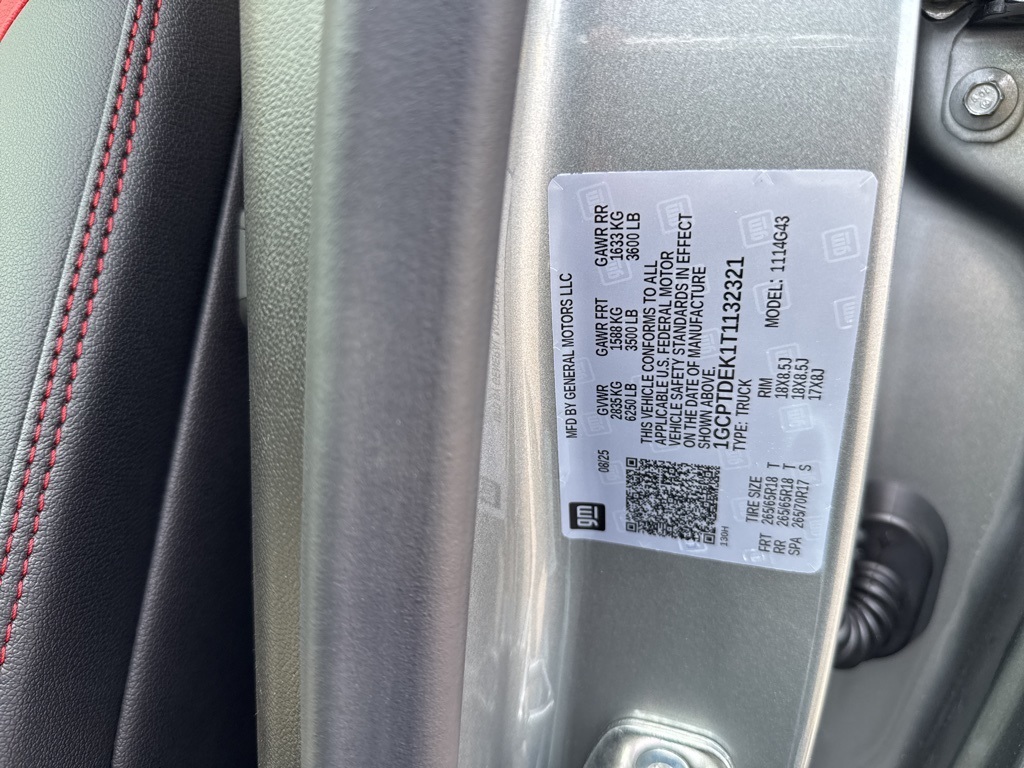 gm
MFD BY GENERAL MOTORS LLC
08/25 GVWR GAWR FRT GAWR RR
2835 KG 1588 KG 1633 KG
6250 LB 3500 LB 3600 LB
THIS VEHICLE CONFORMS TO ALL
APPLICABLE U.S. FEDERAL MOTOR
VEHICLE SAFETY STANDARDS IN EFFECT
ON THE DATE OF MANUFACTURE
SHOWN ABOVE.
1GCPTDEK1T1132321
TYPE: TRUCK
130H
MODEL: 1114G43
TIRE SIZE RIM
FRT 265/65R18 T 18X8.5J
RR 265/65R18 T 18X8.5J
SPA 265/70R17 S 17X8J